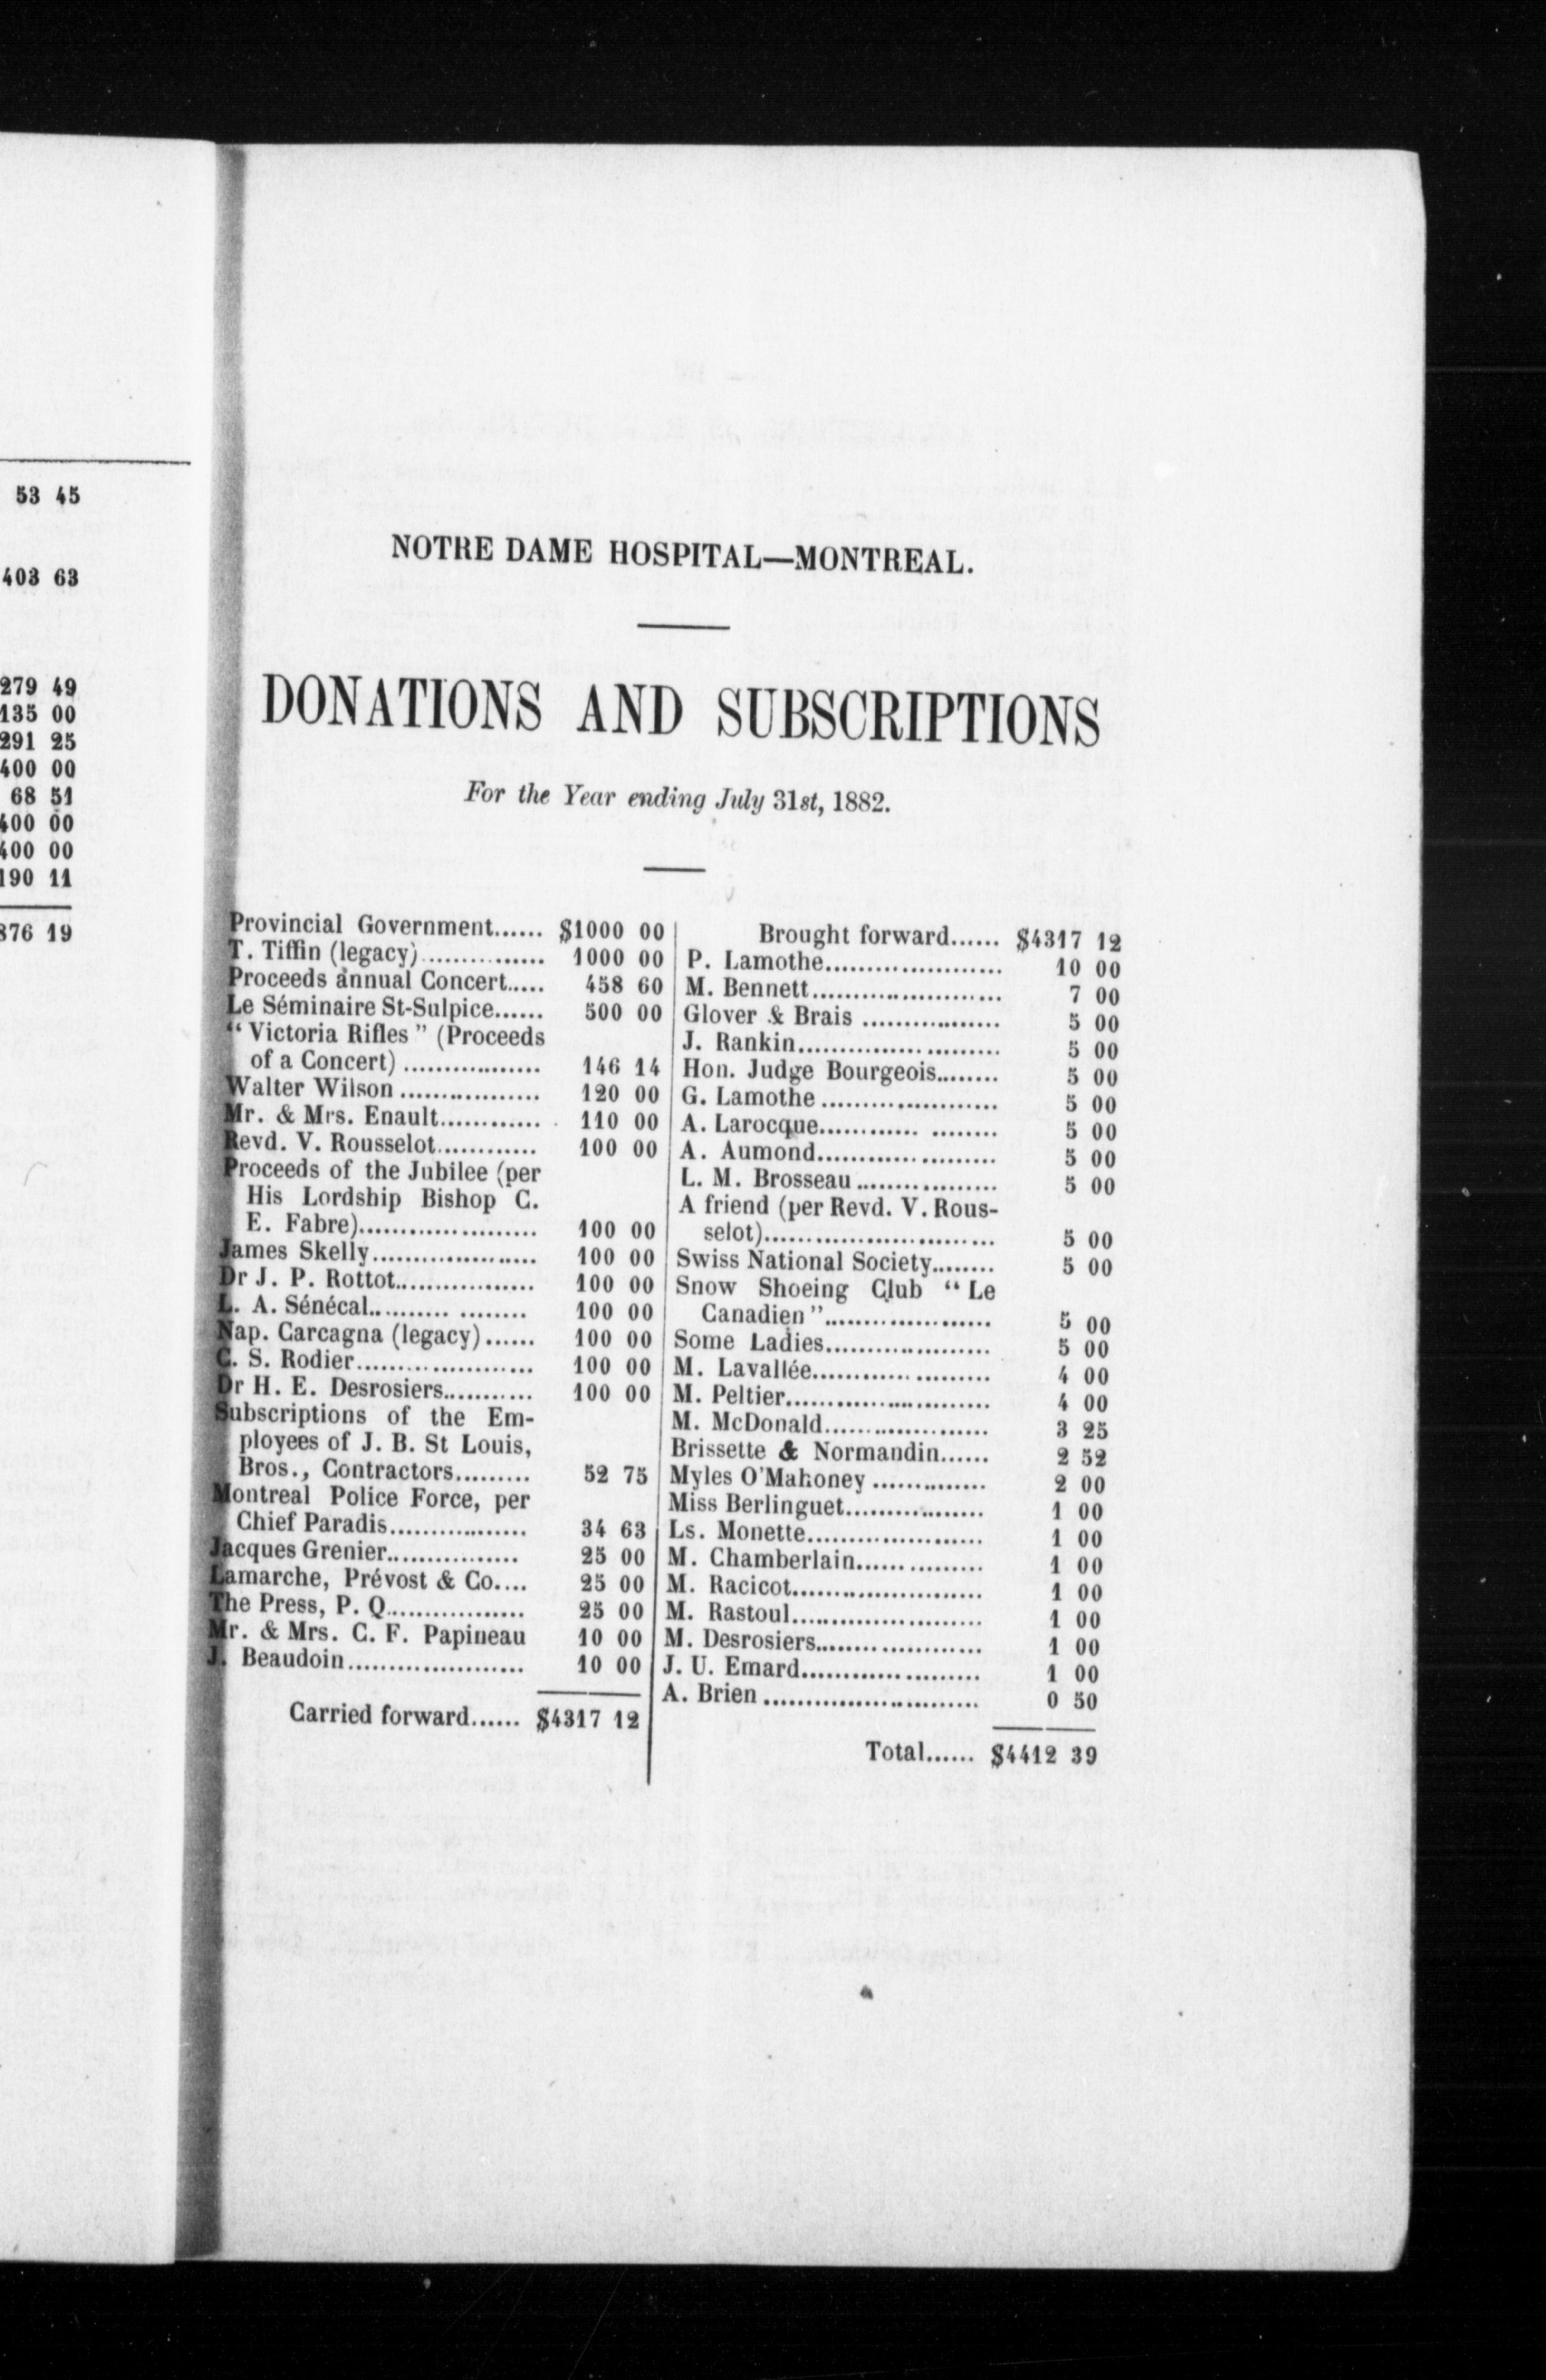 53 45
403 63
279 49
135 00
291 25
400 00
68 51
400 00
400 00
190 11
876 19
NOTRE DAME HOSPITAL—MONTREAL.
DONATIONS AND SUBSCRIPTIONS
For the Year ending July 31st, 1882.
Provincial Government...... $1000 00
T. Tiffin (legacy)............... 1000 00
Proceeds annual Concert..... 458 60
Le Séminaire St-Sulpice...... 500 00
“ Victoria Rifles ” (Proceeds
of a Concert) ................. 146 14
Walter Wilson ................. 120 00
Mr. & Mrs. Enault............. 110 00
Revd. V. Rousselot............ 100 00
Proceeds of the Jubilee (per
His Lordship Bishop C.
E. Fabre)...................... 100 00
James Skelly.................... 100 00
Dr J. P. Rottot................. 100 00
L. A. Sénécal.......... ........ 100 00
Nap. Carcagna (legacy)...... 100 00
C. S. Rodier...................... 100 00
Dr H. E. Desrosiers........... 100 00
Subscriptions of the Em-
ployees of J. B. St Louis,
Bros., Contractors......... 52 75
Montreal Police Force, per
Chief Paradis................. 34 63
Jacques Grenier................ 25 00
Lamarche, Prévost & Co.... 25 00
The Press, P. Q................. 25 00
Mr. & Mrs. C. F. Papineau 10 00
J. Beaudoin...................... 10 00
Carried forward...... $4317 12
Brought forward...... $4317 12
P. Lamothe...................... 10 00
M. Bennett....................... 7 00
Glover & Brais ................. 5 00
J. Rankin......................... 5 00
Hon. Judge Bourgeois........ 5 00
G. Lamothe ..................... 5 00
A. Larocque............ ........ 5 00
A. Aumond...................... 5 00
L. M. Brosseau ................. 5 00
A friend (per Revd. V. Rous-
selot)............................ 5 00
Swiss National Society........ 5 00
Snow Shoeing Club “ Le
Canadien ”.................... 5 00
Some Ladies.................... 5 00
M. Lavallée...................... 4 00
M. Peltier......................... 4 00
M. McDonald.................... 3 25
Brissette & Normandin...... 2 52
Myles O'Mahoney .............. 2 00
Miss Berlinguet................. 1 00
Ls. Monette...................... 1 00
M. Chamberlain............... 1 00
M. Racicot....................... 1 00
M. Rastoul....................... 1 00
M. Desrosiers.................... 1 00
J. U. Emard...................... 1 00
A. Brien .......................... 0 50
Total...... $4412 39